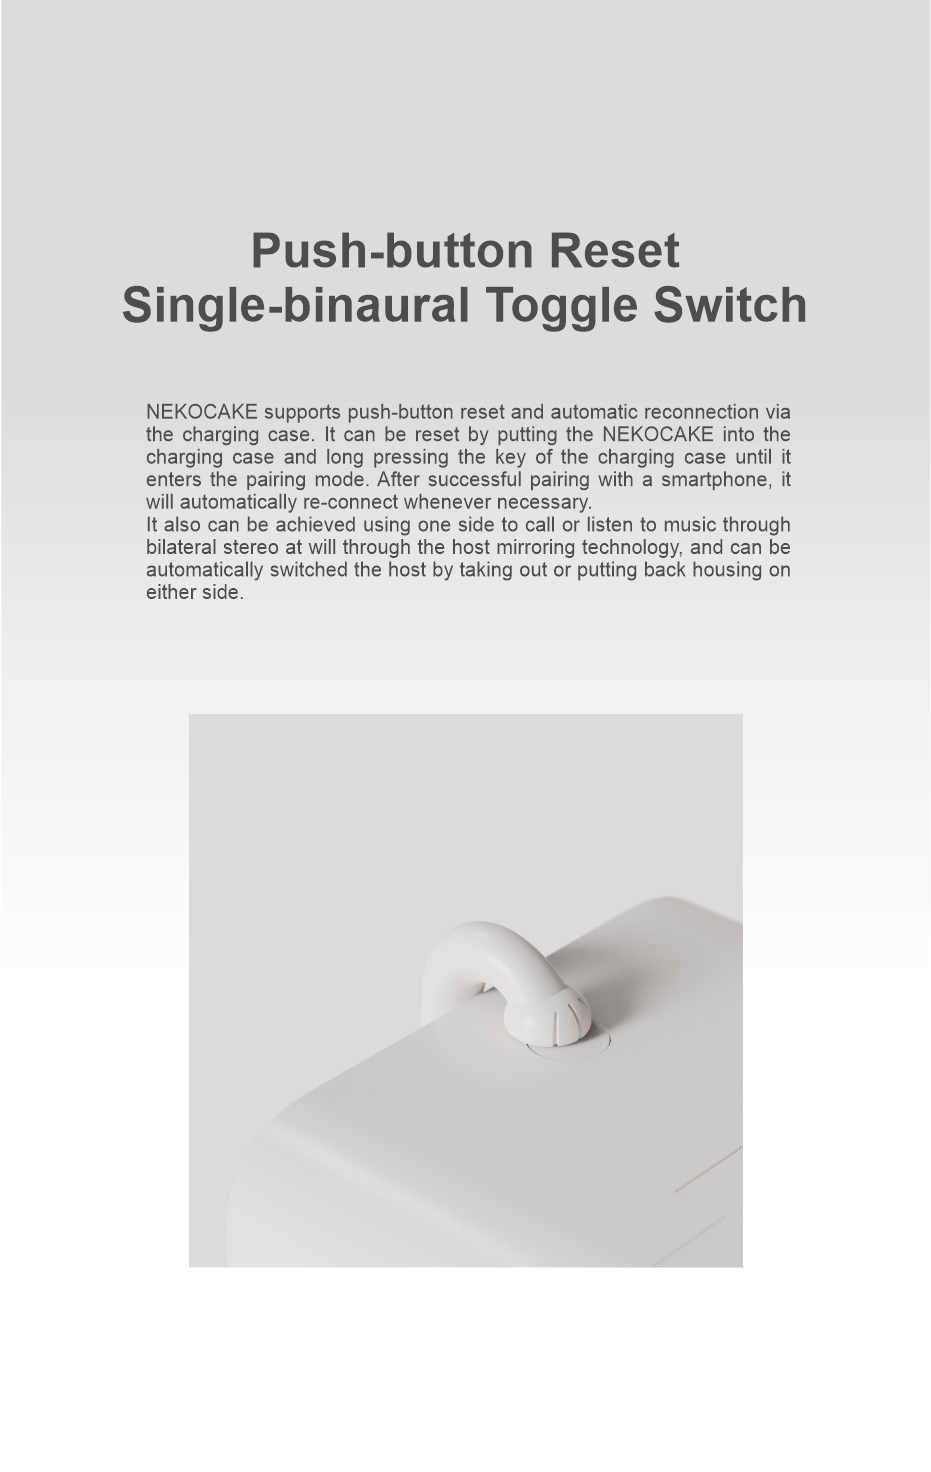 Push-button Reset
Single-binaural Toggle Switch
NEKOCAKE supports push-button reset and automatic reconnection via
the charging case. It can be reset by putting the NEKOCAKE into the
charging case and long pressing the key of the charging case until it
enters the pairing mode. After successful pairing with a smartphone, it
will automatically re-connect whenever necessary.
It also can be achieved using one side to call or listen to music through
bilateral stereo at will through the host mirroring technology, and can be
automatically switched the host by taking out or putting back housing on
either side.